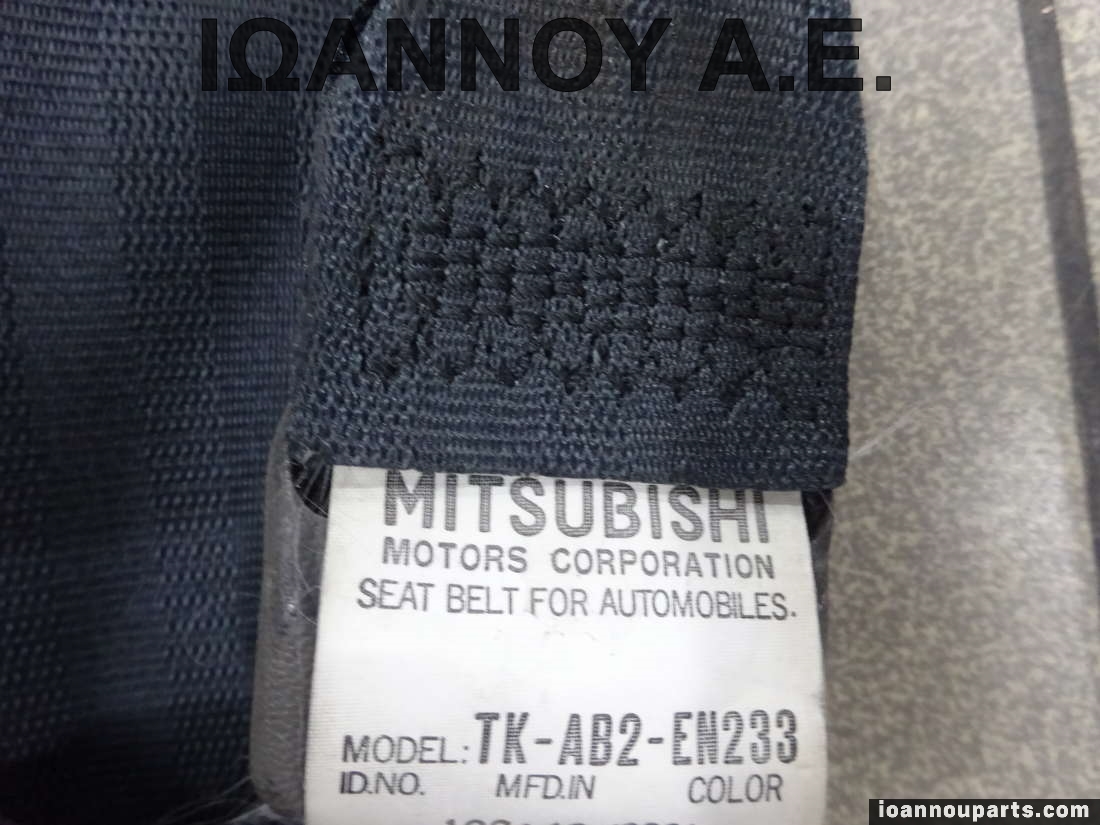 ΙΩΑΝΝΟΥ Α.Ε.
MITSUBISHI
MOTORS CORPORATION
SEAT BELT FOR AUTOMOBILES.
MODEL: TK-AB2-EN233
ID.NO. MFD.IN COLOR
ioannouparts.com